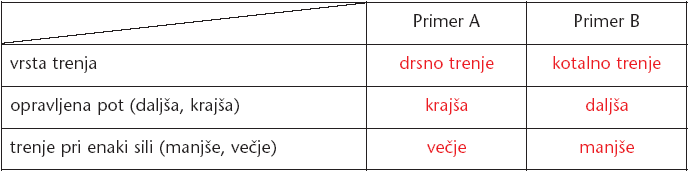 Primer A Primer B
vrsta trenja drsno trenje kotalno trenje
opravljena pot (daljša, krajša) krajša daljša
trenje pri enaki sili (manjše, večje) večje manjše